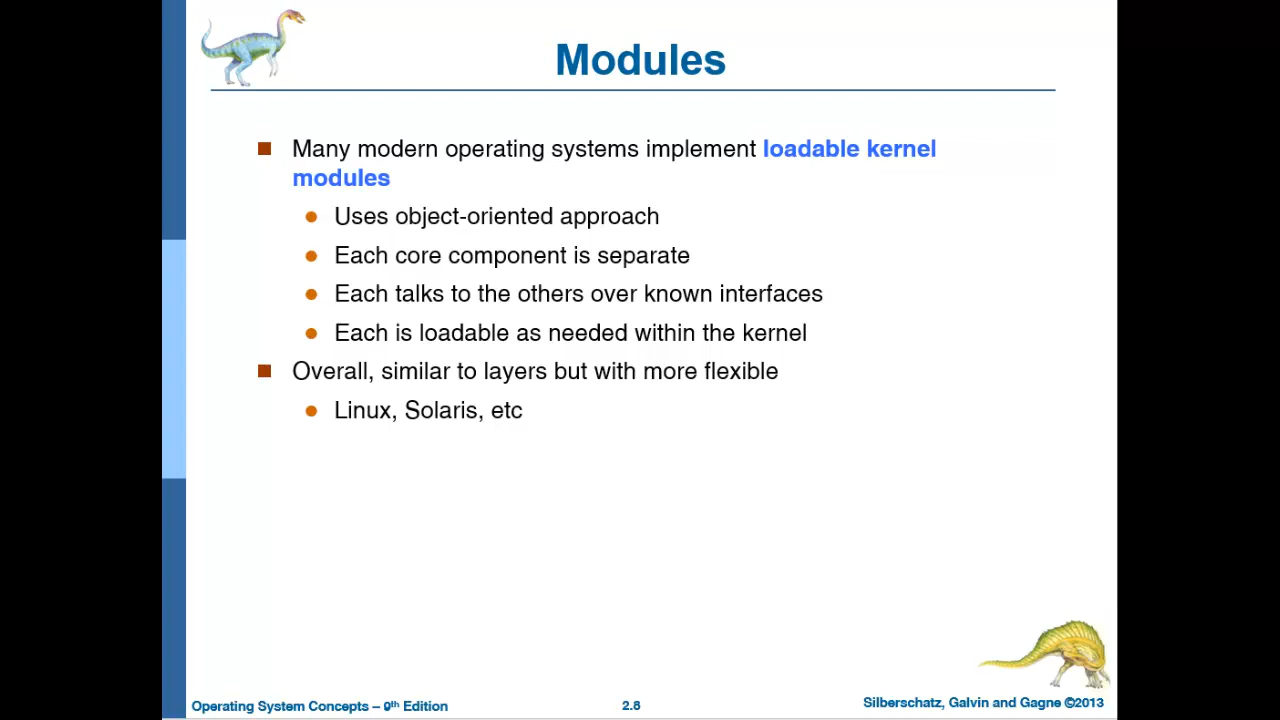 Modules
Many modern operating systems implement loadable kernel
modules
Uses object-oriented approach
Each core component is separate
Each talks to the others over known interfaces
Each is loadable as needed within the kernel
Overall, similar to layers but with more flexible
Linux, Solaris, etc
Operating System Concepts – 9th Edition
2.8
Silberschatz, Galvin and Gagne ©2013